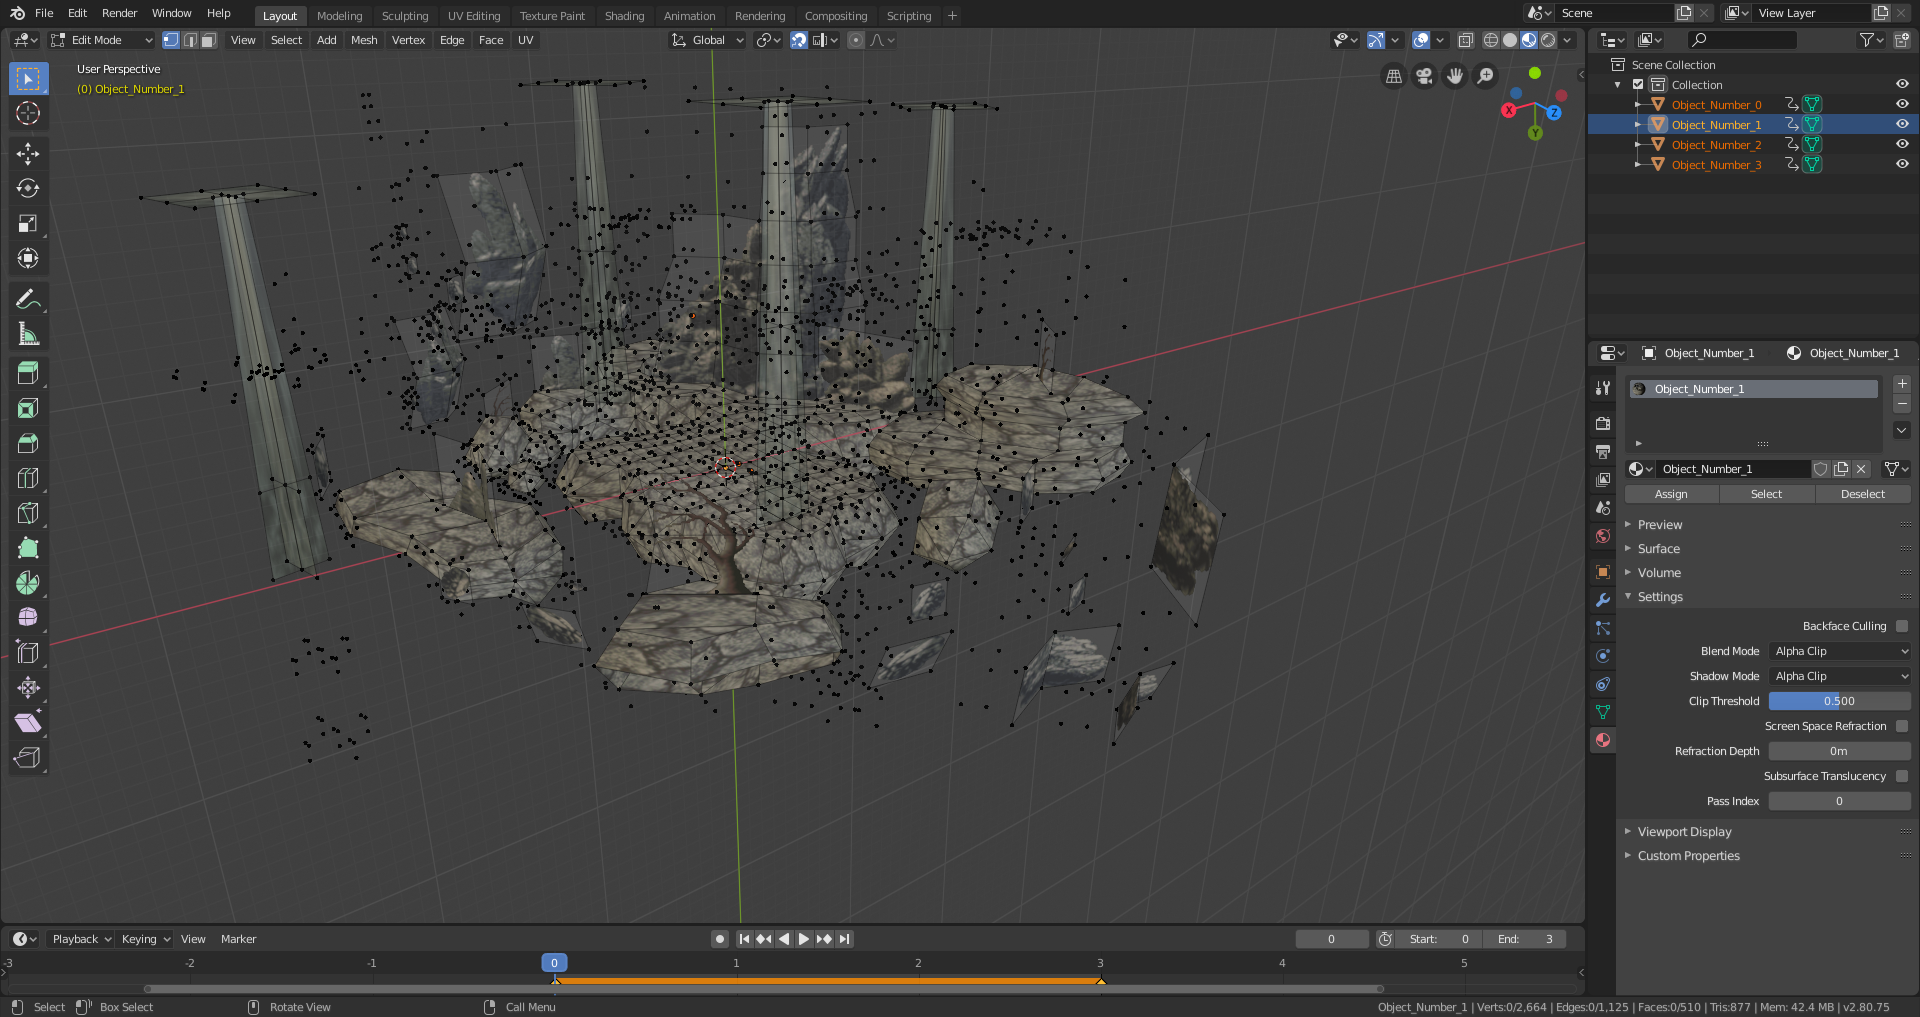 File Edit Render Window Help Layout Modeling Sculpting UV Editing Texture Paint Shading Animation Rendering Compositing Scripting + Scene View Layer
Edit Mode View Select Add Mesh Vertex Edge Face UV Global
User Perspective
(0) Object_Number_1
X
Z
Y
Scene Collection
Collection
Object_Number_0
Object_Number_1
Object_Number_2
Object_Number_3
Object_Number_1 Object_Number_1
Object_Number_1
Object_Number_1
Assign Select Deselect
Preview
Surface
Volume
Settings
Backface Culling
Blend Mode Alpha Clip
Shadow Mode Alpha Clip
Clip Threshold 0.500
Screen Space Refraction
Refraction Depth 0m
Subsurface Translucency
Pass Index 0
Viewport Display
Custom Properties
Playback Keying View Marker 0 Start: 0 End: 3
-3 -2 -1 0 1 2 3 4 5
Select Box Select Rotate View Call Menu Object_Number_1 | Verts:0/2,664 | Edges:0/1,125 | Faces:0/510 | Tris:877 | Mem: 42.4 MB | v2.80.75